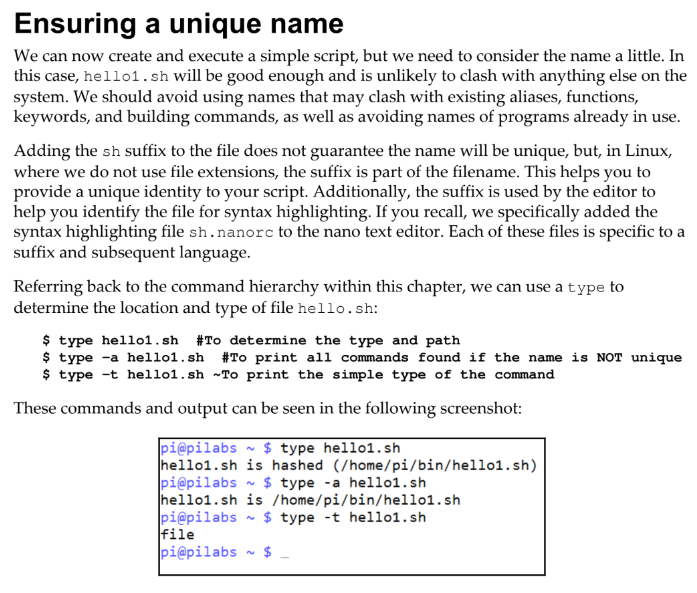 Ensuring a unique name
We can now create and execute a simple script, but we need to consider the name a little. In
this case, hello1.sh will be good enough and is unlikely to clash with anything else on the
system. We should avoid using names that may clash with existing aliases, functions,
keywords, and building commands, as well as avoiding names of programs already in use.
Adding the sh suffix to the file does not guarantee the name will be unique, but, in Linux,
where we do not use file extensions, the suffix is part of the filename. This helps you to
provide a unique identity to your script. Additionally, the suffix is used by the editor to
help you identify the file for syntax highlighting. If you recall, we specifically added the
syntax highlighting file sh.nanorc to the nano text editor. Each of these files is specific to a
suffix and subsequent language.
Referring back to the command hierarchy within this chapter, we can use a type to
determine the location and type of file hello.sh:
$ type hello1.sh  #To determine the type and path
$ type -a hello1.sh  #To print all commands found if the name is NOT unique
$ type -t hello1.sh ~To print the simple type of the command
These commands and output can be seen in the following screenshot:
pi@pilabs ~ $ type hello1.sh
hello1.sh is hashed (/home/pi/bin/hello1.sh)
pi@pilabs ~ $ type -a hello1.sh
hello1.sh is /home/pi/bin/hello1.sh
pi@pilabs ~ $ type -t hello1.sh
file
pi@pilabs ~ $ _